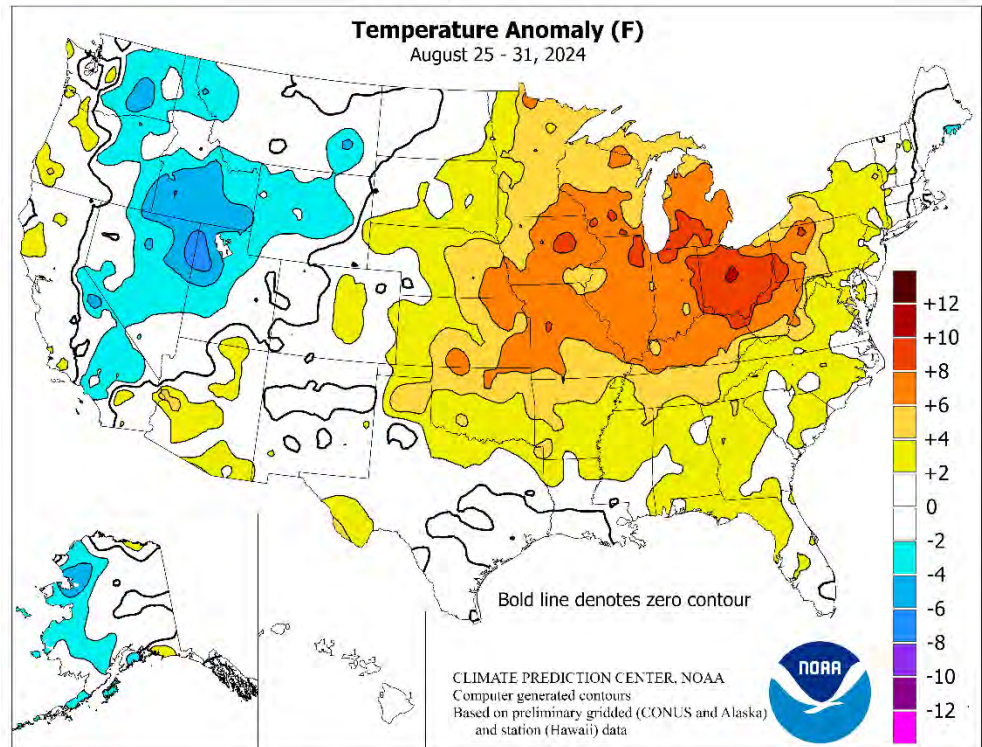 Temperature Anomaly (F)
August 25 - 31, 2024
+12
+10
+8
+6
+4
+2
0
-2
-4
-6
-8
-10
-12
Bold line denotes zero contour
CLIMATE PREDICTION CENTER, NOAA
Computer generated contours
Based on preliminary gridded (CONUS and Alaska)
and station (Hawaii) data
NOAA